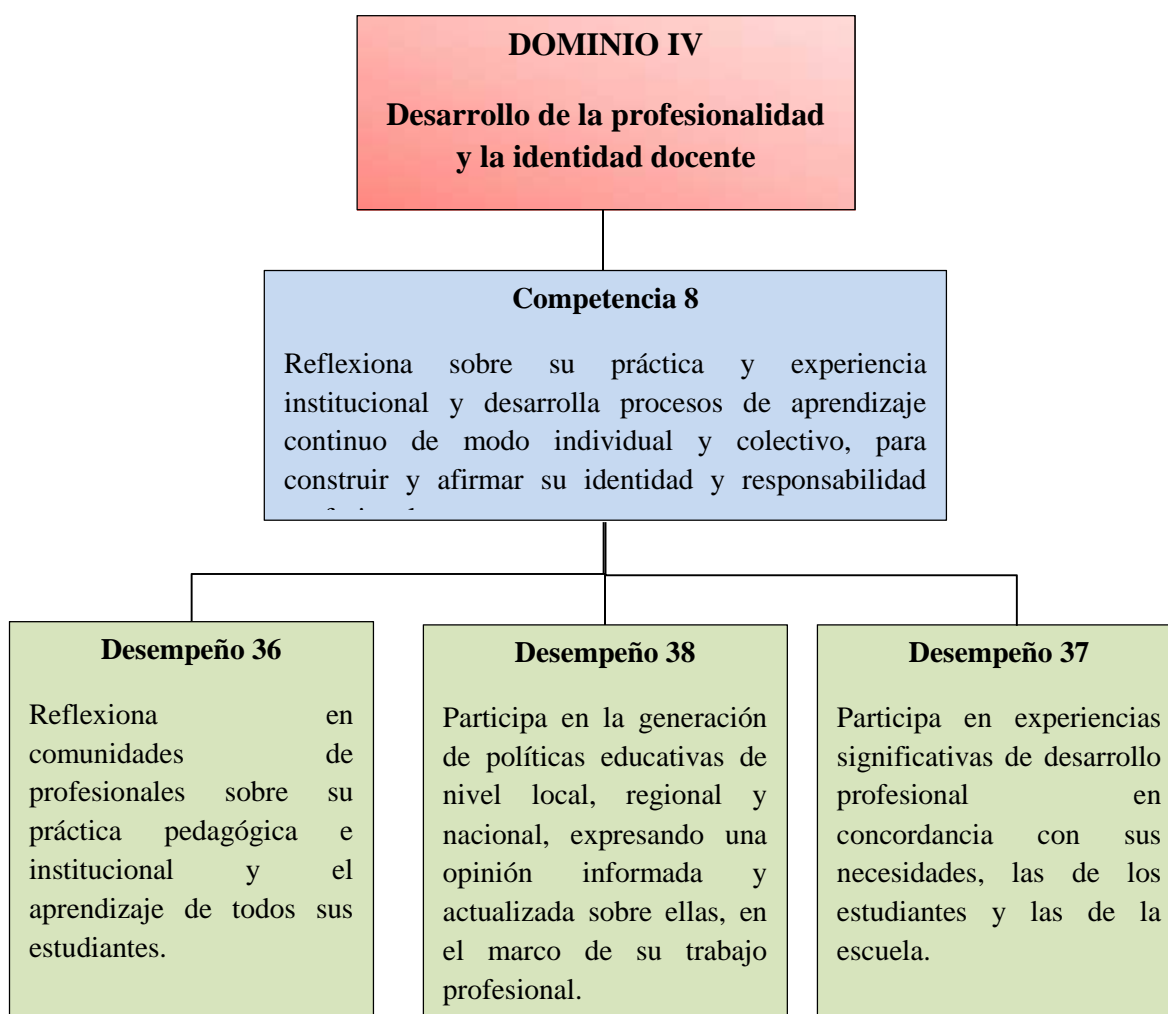 DOMINIO IV
Desarrollo de la profesionalidad
y la identidad docente
Competencia 8
Reflexiona sobre su práctica y experiencia
institucional y desarrolla procesos de aprendizaje
continuo de modo individual y colectivo, para
construir y afirmar su identidad y responsabilidad
Desempeño 36
Reflexiona en
comunidades de
profesionales sobre su
práctica pedagógica e
institucional y el
aprendizaje de todos sus
estudiantes.
Desempeño 38
Participa en la generación
de políticas educativas de
nivel local, regional y
nacional, expresando una
opinión informada y
actualizada sobre ellas, en
el marco de su trabajo
profesional.
Desempeño 37
Participa en experiencias
significativas de desarrollo
profesional en
concordancia con sus
necesidades, las de los
estudiantes y las de la
escuela.